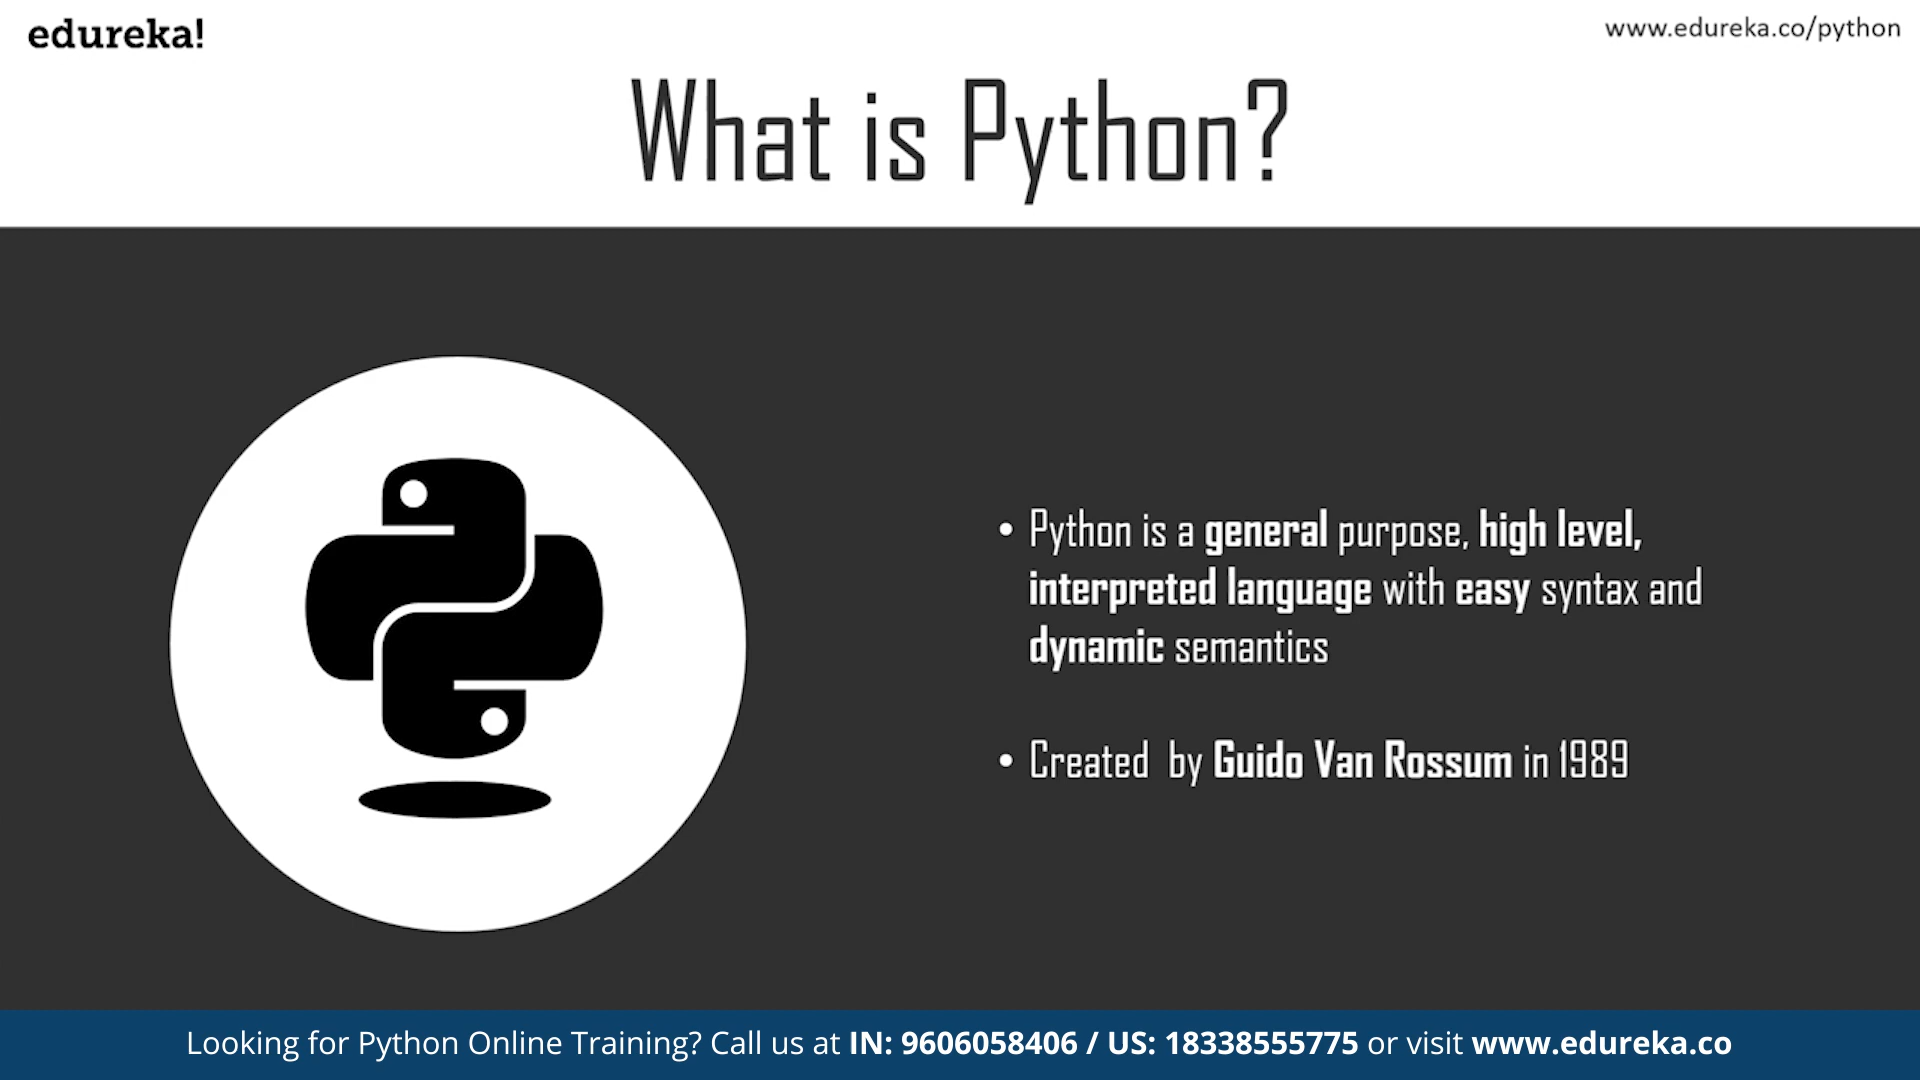 edureka!
www.edureka.co/python
What is Python?
• Python is a general purpose, high level,
interpreted language with easy syntax and
dynamic semantics
• Created by Guido Van Rossum in 1989
Looking for Python Online Training? Call us at IN: 9606058406 / US: 18338555775 or visit www.edureka.co